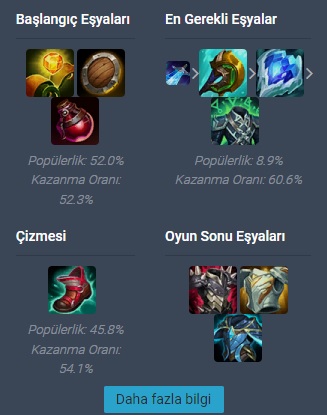 Başlangıç Eşyaları
Popülerlik: 52.0%
Kazanma Oranı:
52.3%
En Gerekli Eşyalar
Popülerlik: 8.9%
Kazanma Oranı: 60.6%
Çizmesi
Popülerlik: 45.8%
Kazanma Oranı:
54.1%
Oyun Sonu Eşyaları
Daha fazla bilgi